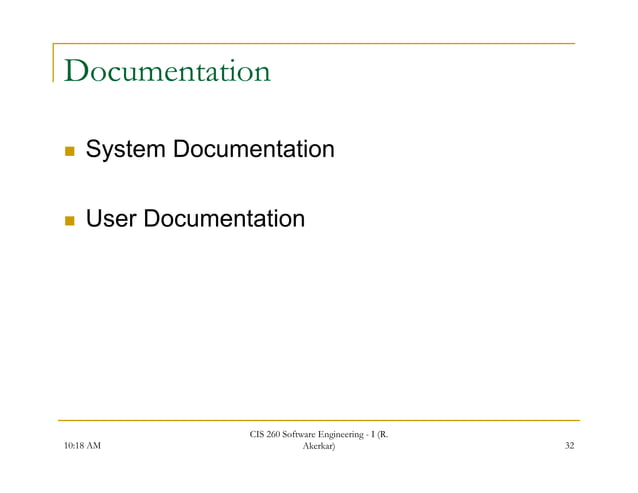 Documentation
System Documentation
User Documentation
10:18 AM
CIS 260 Software Engineering - I (R.
Akerkar)
32